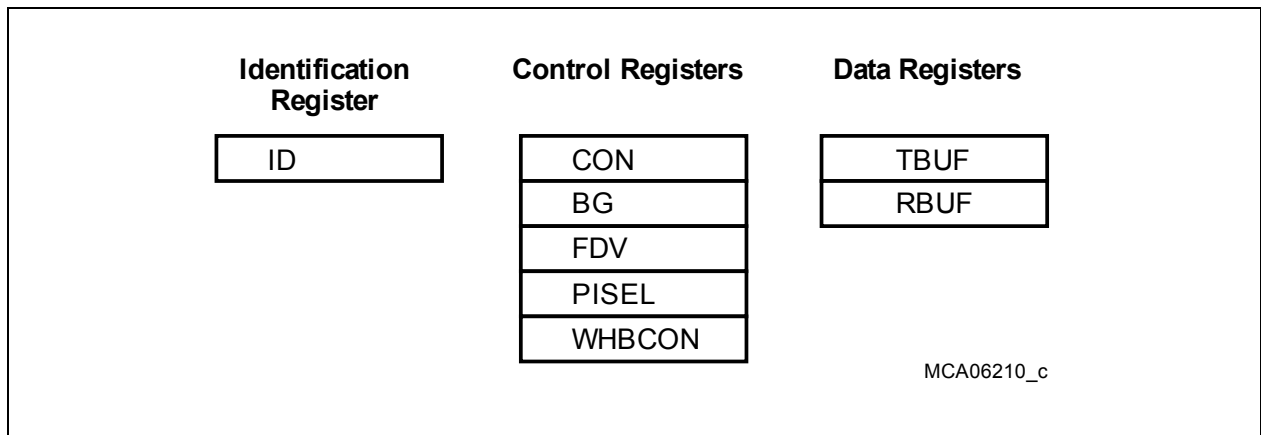 Identification
Register
ID
Control Registers
CON
BG
FDV
PISEL
WHBCON
Data Registers
TBUF
RBUF
MCA06210_c